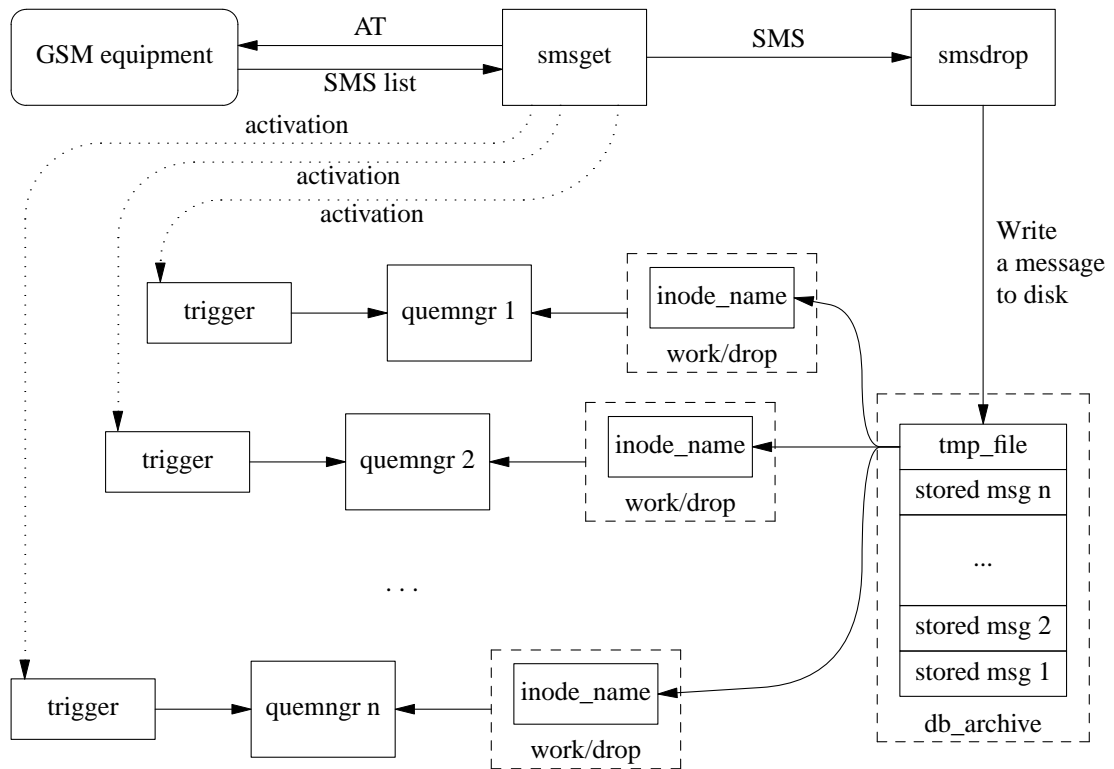 AT
GSM equipment
smsget
SMS
smsdrop
SMS list
activation
activation
activation
Write
a message
to disk
trigger
quemngr 1
inode_name
work/drop
trigger
quemngr 2
inode_name
work/drop
tmp_file
stored msg n
...
stored msg 2
stored msg 1
db_archive
. . .
trigger
quemngr n
inode_name
work/drop